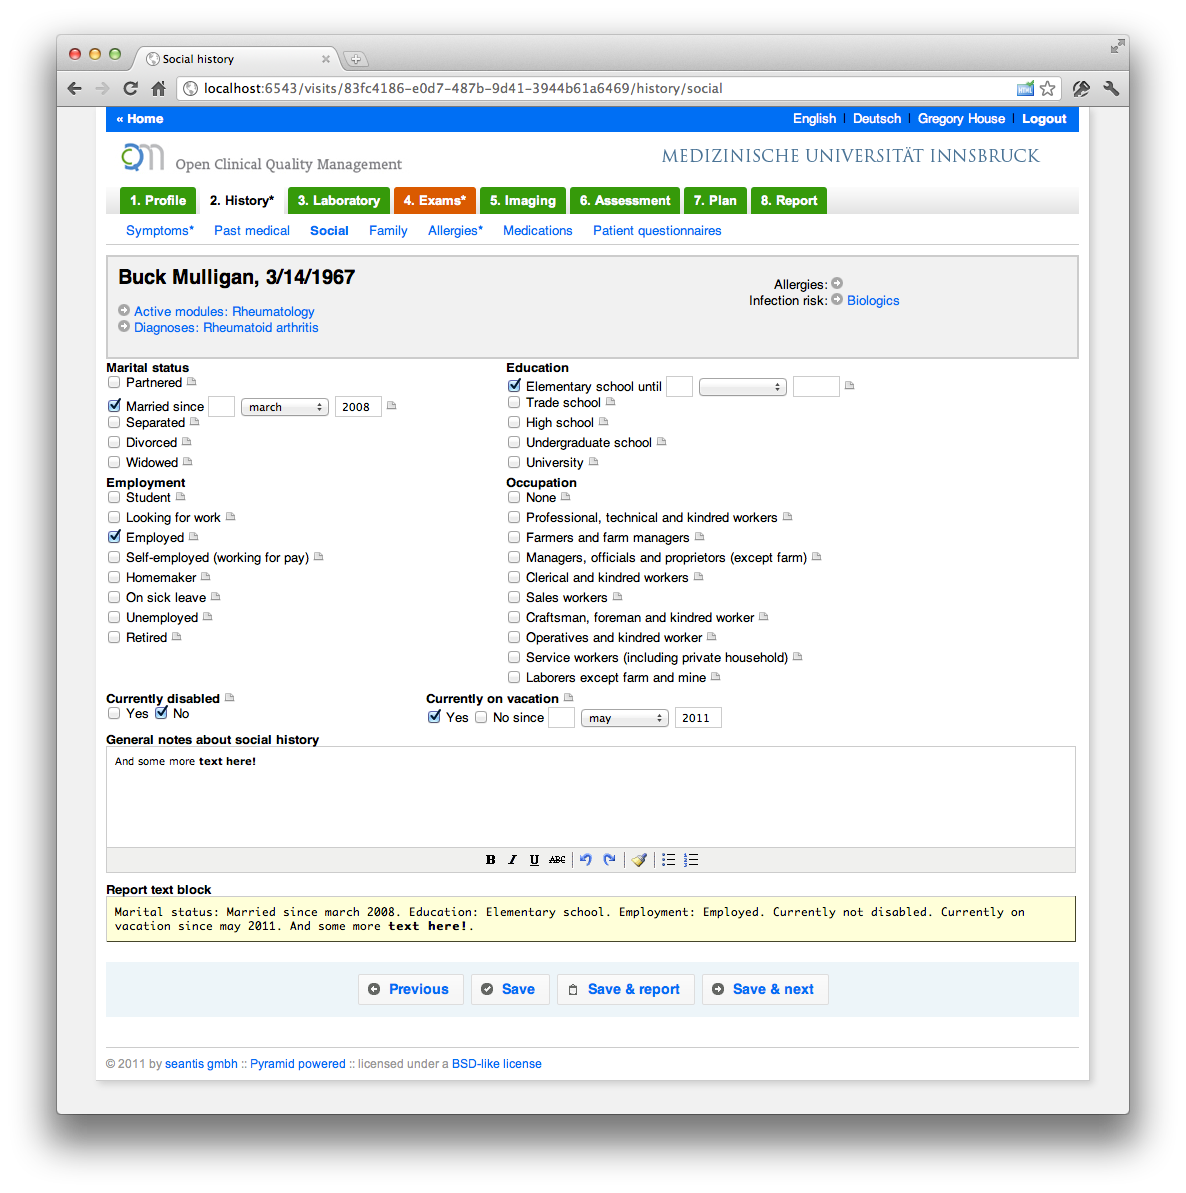 Social history
localhost:6543/visits/83fc4186-e0d7-487b-9d41-3944b61a6469/history/social
« Home English Deutsch Gregory House Logout
QM Open Clinical Quality Management MEDIZINISCHE UNIVERSITÄT INNSBRUCK
1. Profile 2. History* 3. Laboratory 4. Exams* 5. Imaging 6. Assessment 7. Plan 8. Report
Symptoms* Past medical Social Family Allergies* Medications Patient questionnaires
Buck Mulligan, 3/14/1967
Allergies:
Infection risk: Biologics
Active modules: Rheumatology
Diagnoses: Rheumatoid arthritis
Marital status
Partnered
Married since march 2008
Separated
Divorced
Widowed
Education
Elementary school until
Trade school
High school
Undergraduate school
University
Employment
Student
Looking for work
Employed
Self-employed (working for pay)
Homemaker
On sick leave
Unemployed
Retired
Occupation
None
Professional, technical and kindred workers
Farmers and farm managers
Managers, officials and proprietors (except farm)
Clerical and kindred workers
Sales workers
Craftsman, foreman and kindred worker
Operatives and kindred worker
Service workers (including private household)
Laborers except farm and mine
Currently disabled
Yes No
Currently on vacation
Yes No since may 2011
General notes about social history
And some more text here!
B I U ABC
Report text block
Marital status: Married since march 2008. Education: Elementary school. Employment: Employed. Currently not disabled. Currently on
vacation since may 2011. And some more text here!.
Previous Save Save & report Save & next
© 2011 by seantis gmbh :: Pyramid powered :: licensed under a BSD-like license